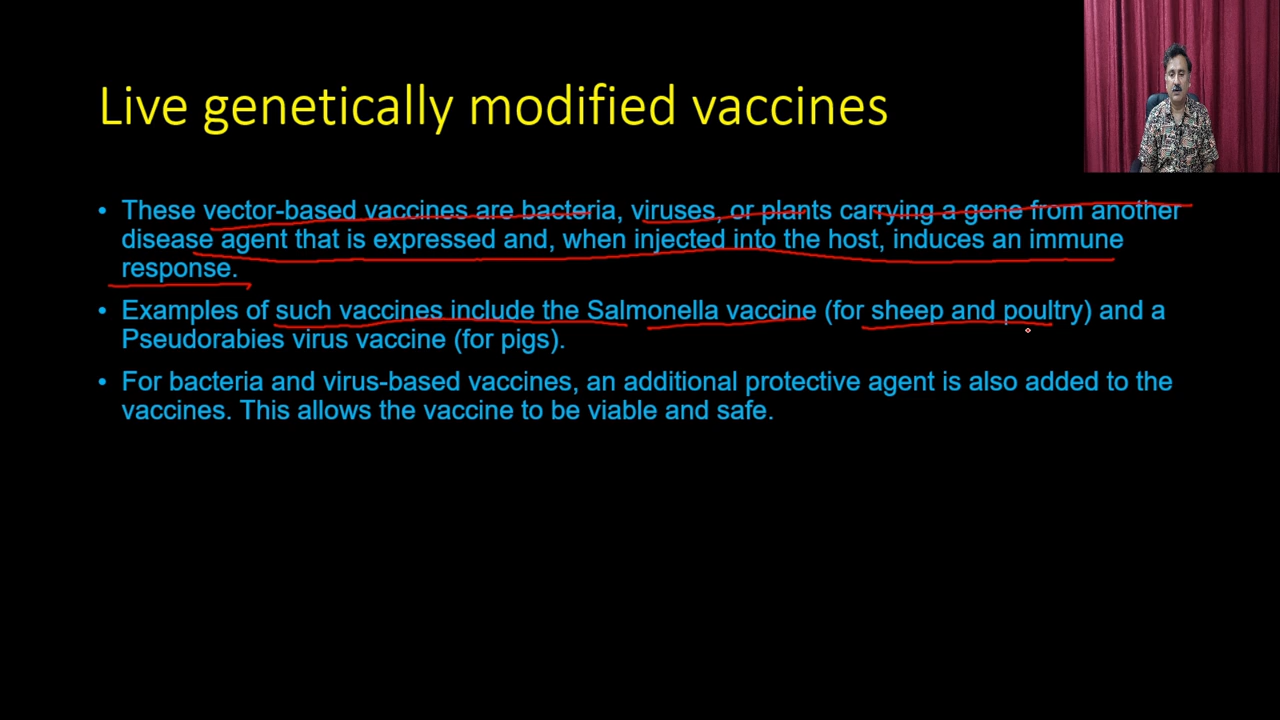 Live genetically modified vaccines
• These vector-based vaccines are bacteria, viruses, or plants carrying a gene from another
disease agent that is expressed and, when injected into the host, induces an immune
response.
• Examples of such vaccines include the Salmonella vaccine (for sheep and poultry) and a
Pseudorabies virus vaccine (for pigs).
• For bacteria and virus-based vaccines, an additional protective agent is also added to the
vaccines. This allows the vaccine to be viable and safe.